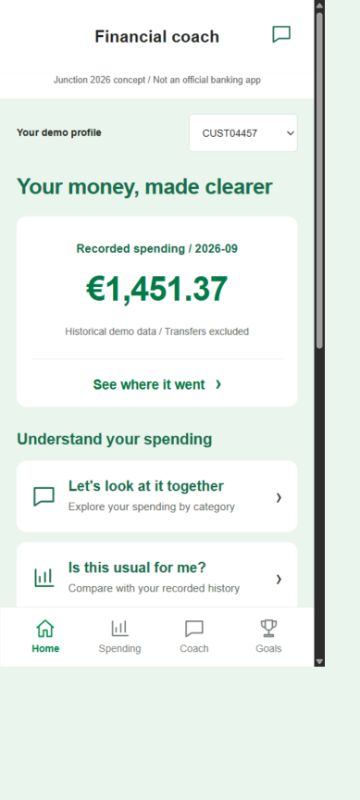 Financial coach
Junction 2026 concept / Not an official banking app
Your demo profile
CUST04457
Your money, made clearer
Recorded spending / 2026-09
€1,451.37
Historical demo data / Transfers excluded
See where it went
Understand your spending
Let's look at it together
Explore your spending by category
Is this usual for me?
Compare with your recorded history
Home
Spending
Coach
Goals